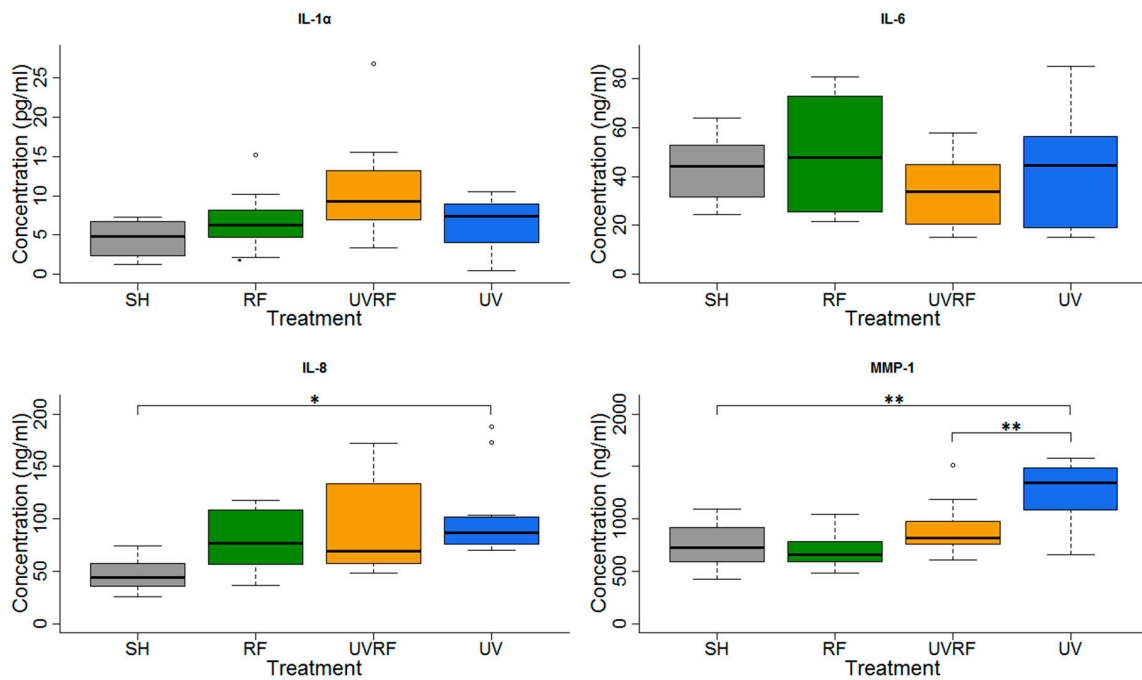 IL-1α
Concentration (pg/ml)
25
20
15
10
5
0
SH RF UVRF UV
Treatment
IL-6
Concentration (ng/ml)
80
60
40
20
0
SH RF UVRF UV
Treatment
IL-8
Concentration (ng/ml)
200
150
100
50
0
*
SH RF UVRF UV
Treatment
MMP-1
Concentration (ng/ml)
2000
1000
500
0
**
**
SH RF UVRF UV
Treatment